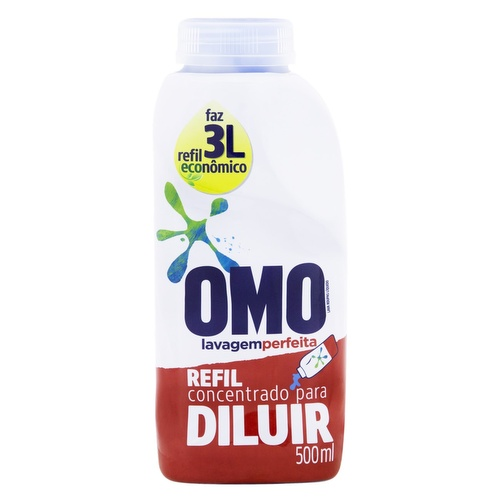 faz
refil 3L
econômico
OMO
lavagemperfeita
REFIL
concentrado para
DILUIR
500ml